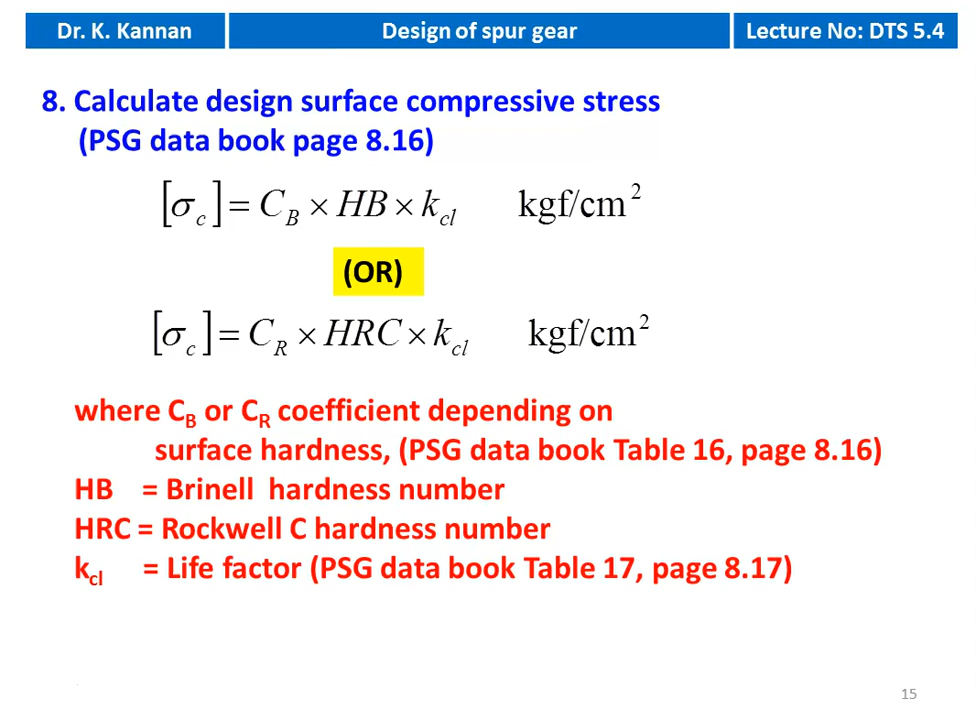 Dr. K. Kannan Design of spur gear Lecture No: DTS 5.4
8. Calculate design surface compressive stress
(PSG data book page 8.16)
[σc] = CB × HB × kcl kgf/cm²
(OR)
[σc] = CR × HRC × kcl kgf/cm²
where CB or CR coefficient depending on
surface hardness, (PSG data book Table 16, page 8.16)
HB = Brinell hardness number
HRC = Rockwell C hardness number
kcl = Life factor (PSG data book Table 17, page 8.17)
15